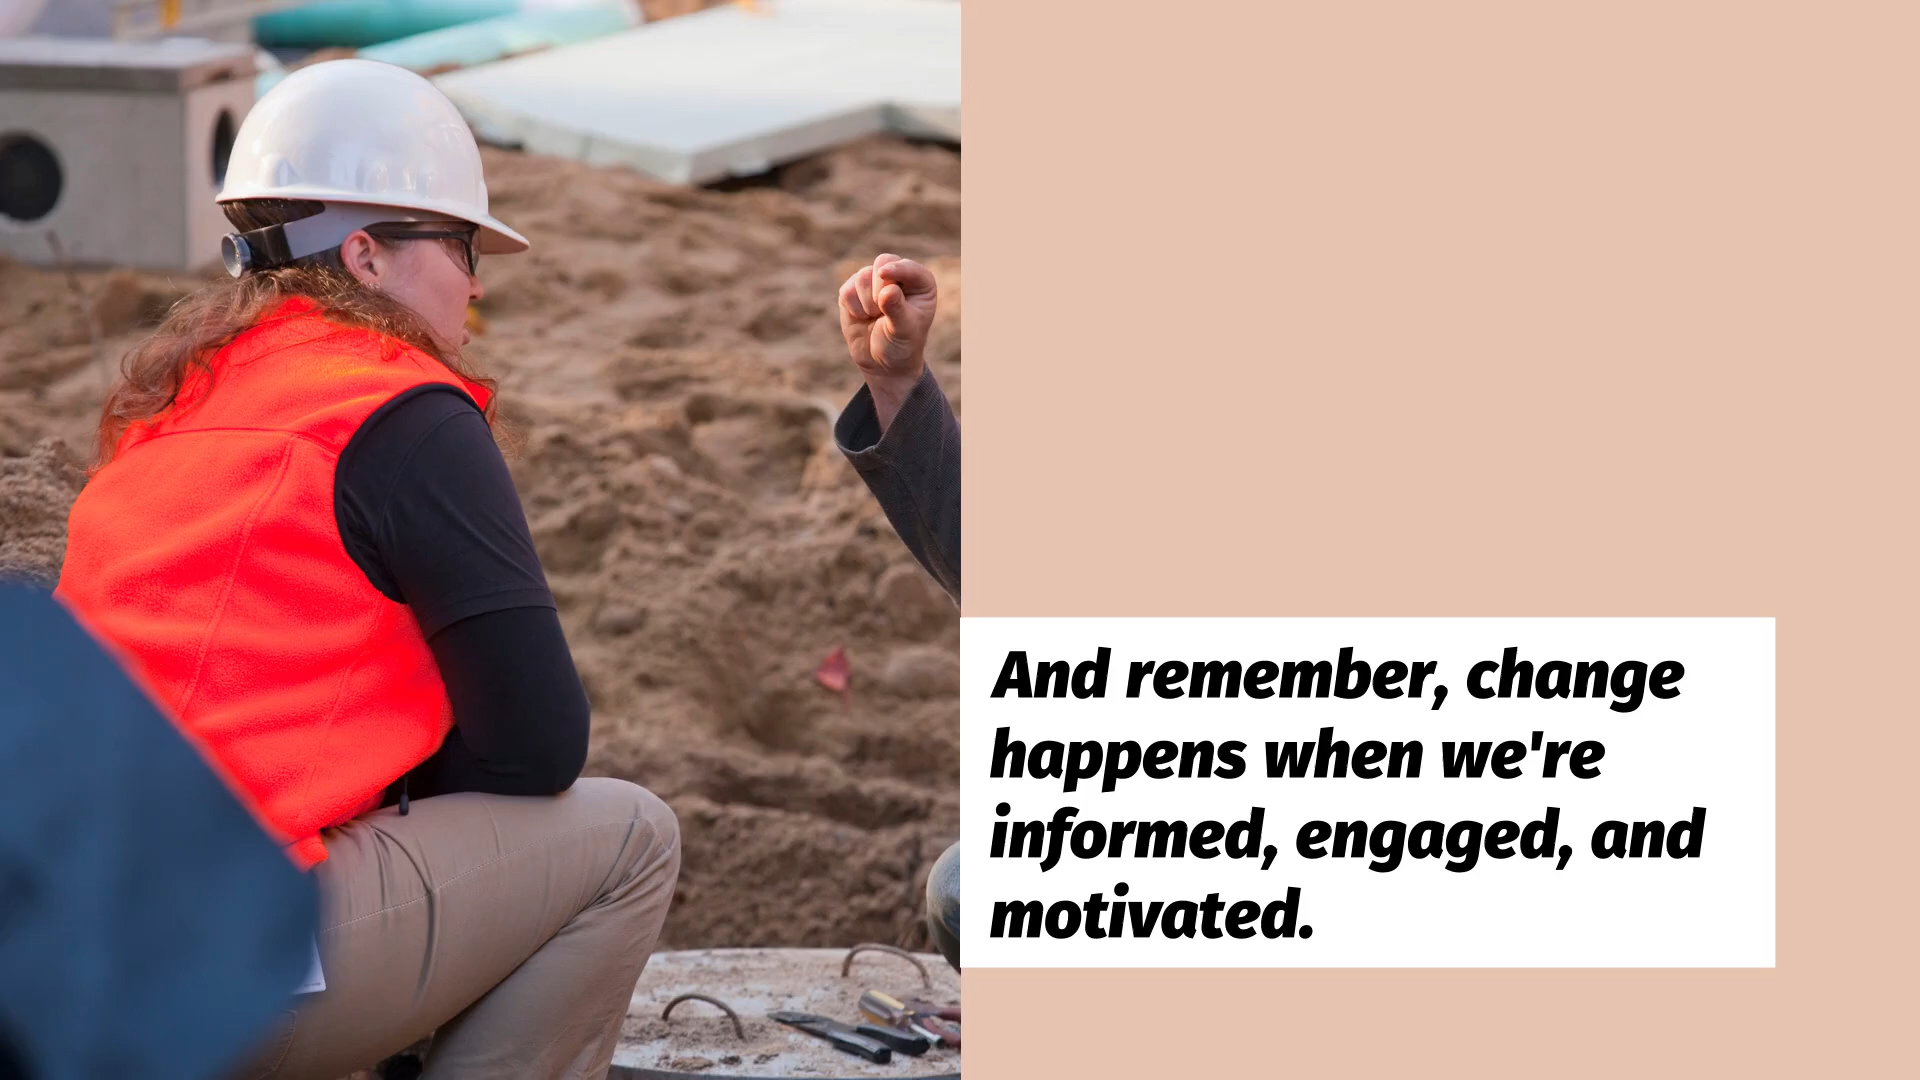 And remember, change
happens when we're
informed, engaged, and
motivated.